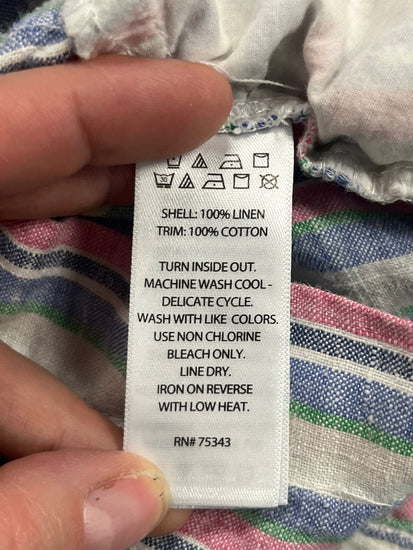 30
SHELL: 100% LINEN
TRIM: 100% COTTON
TURN INSIDE OUT.
MACHINE WASH COOL -
DELICATE CYCLE.
WASH WITH LIKE COLORS.
USE NON CHLORINE
BLEACH ONLY.
LINE DRY.
IRON ON REVERSE
WITH LOW HEAT.
RN# 75343